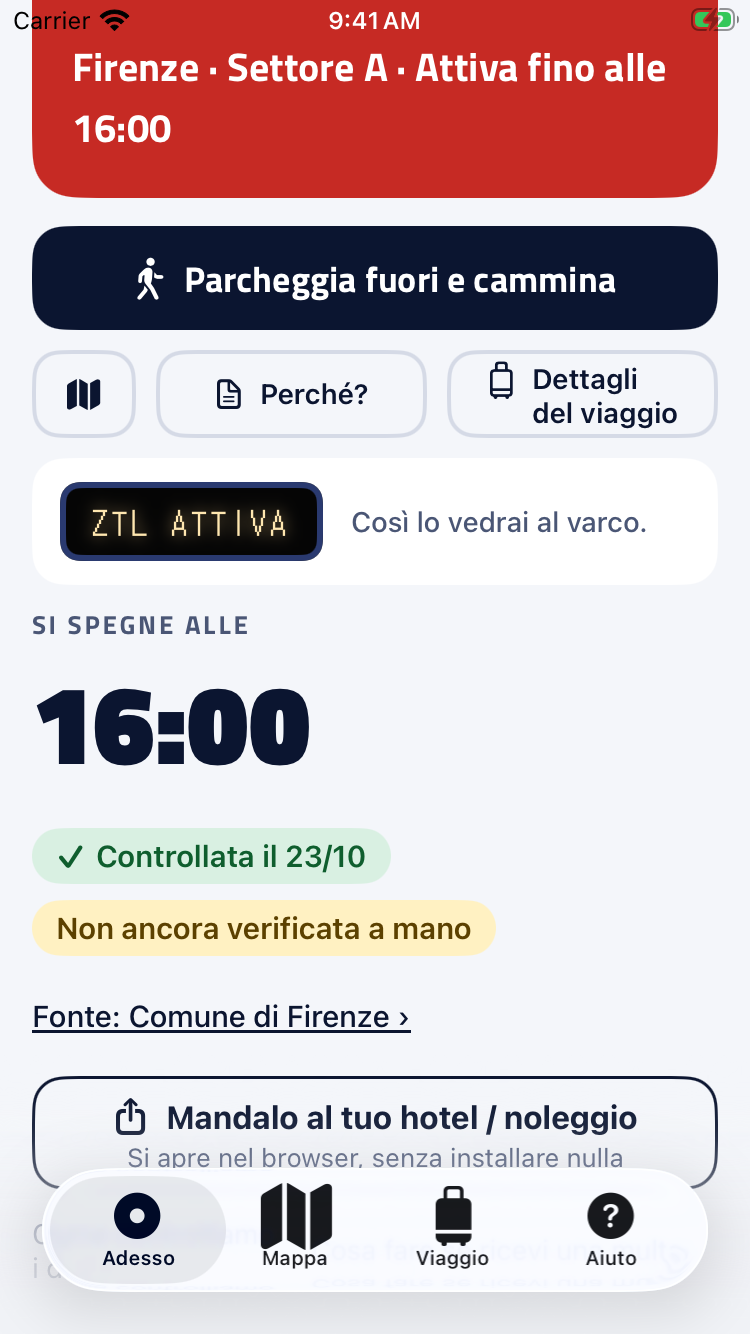 Carrier 9:41 AM
Firenze · Settore A · Attiva fino alle
16:00
Parcheggia fuori e cammina
Perché?
Dettagli
del viaggio
ZTL ATTIVA
Così lo vedrai al varco.
SI SPEGNE ALLE
16:00
Controllata il 23/10
Non ancora verificata a mano
Fonte: Comune di Firenze ›
Mandalo al tuo hotel / noleggio
Si apre nel browser, senza installare nulla
Adesso
Mappa
Viaggio
Aiuto